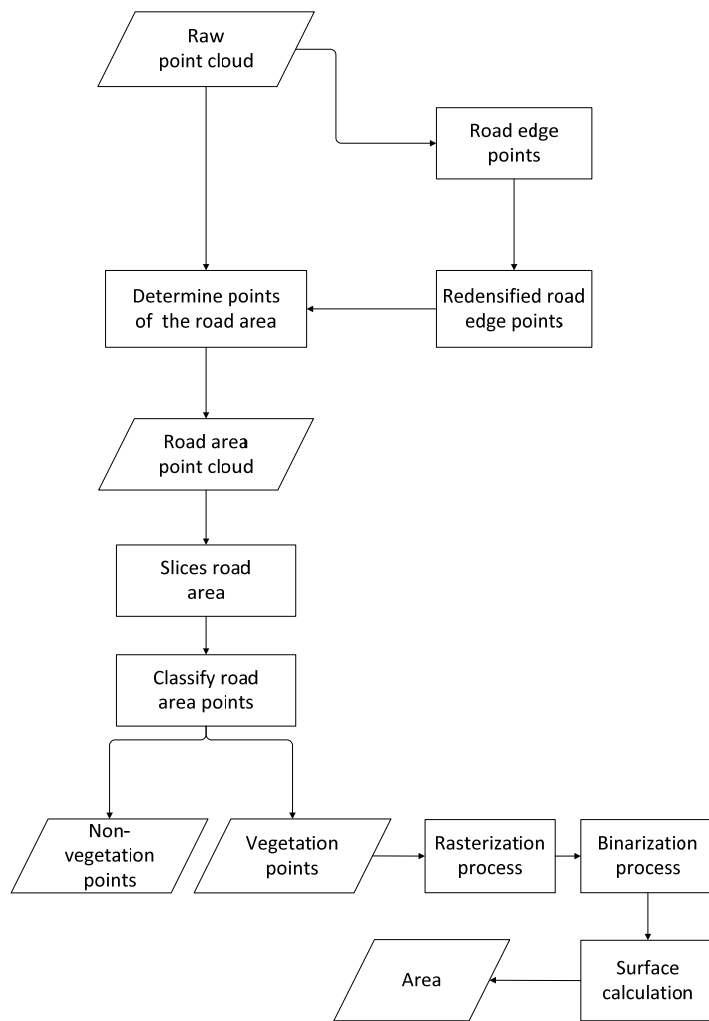 Raw
point cloud
Road edge
points
Determine points
of the road area
Redensified road
edge points
Road area
point cloud
Slices road
area
Classify road
area points
Non-
vegetation
points
Vegetation
points
Rasterization
process
Binarization
process
Area
Surface
calculation